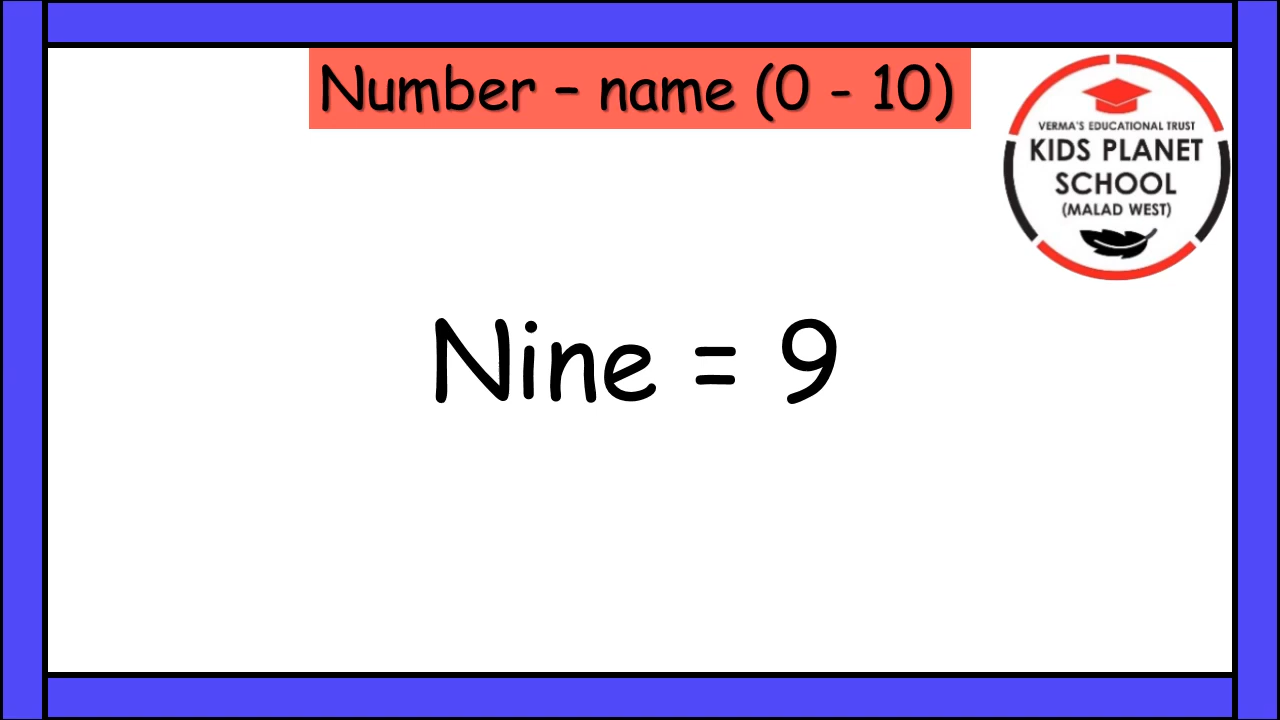 Number – name (0 - 10)
VERMA'S EDUCATIONAL TRUST
KIDS PLANET
SCHOOL
(MALAD WEST)
Nine = 9